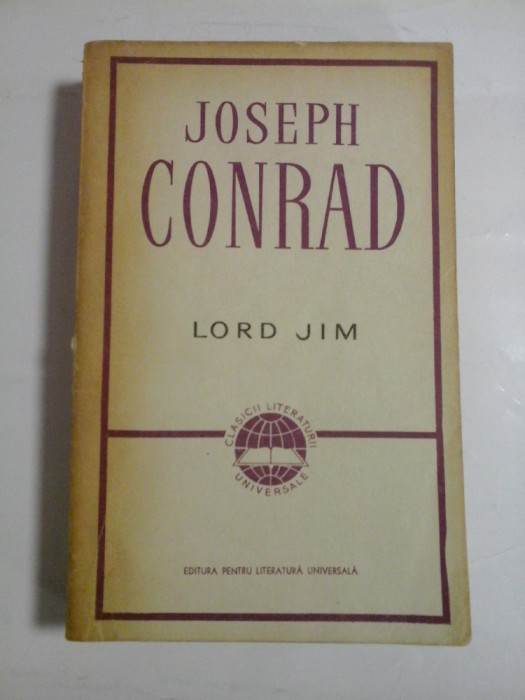 JOSEPH
CONRAD
LORD JIM
CLASICII LITERATURII
UNIVERSALE
EDITURA PENTRU LITERATURĂ UNIVERSALĂ